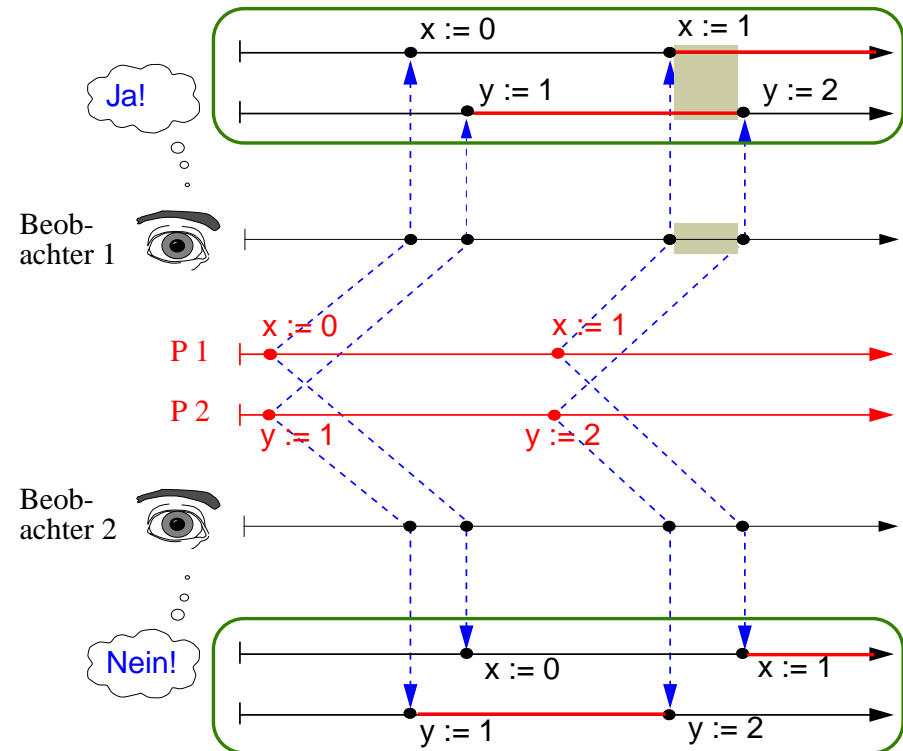 x := 0 x := 1
Ja!
y := 1 y := 2
Beob-
achter 1
x := 0 x := 1
P 1
P 2
y := 1 y := 2
Beob-
achter 2
Nein!
x := 0 x := 1
y := 1 y := 2